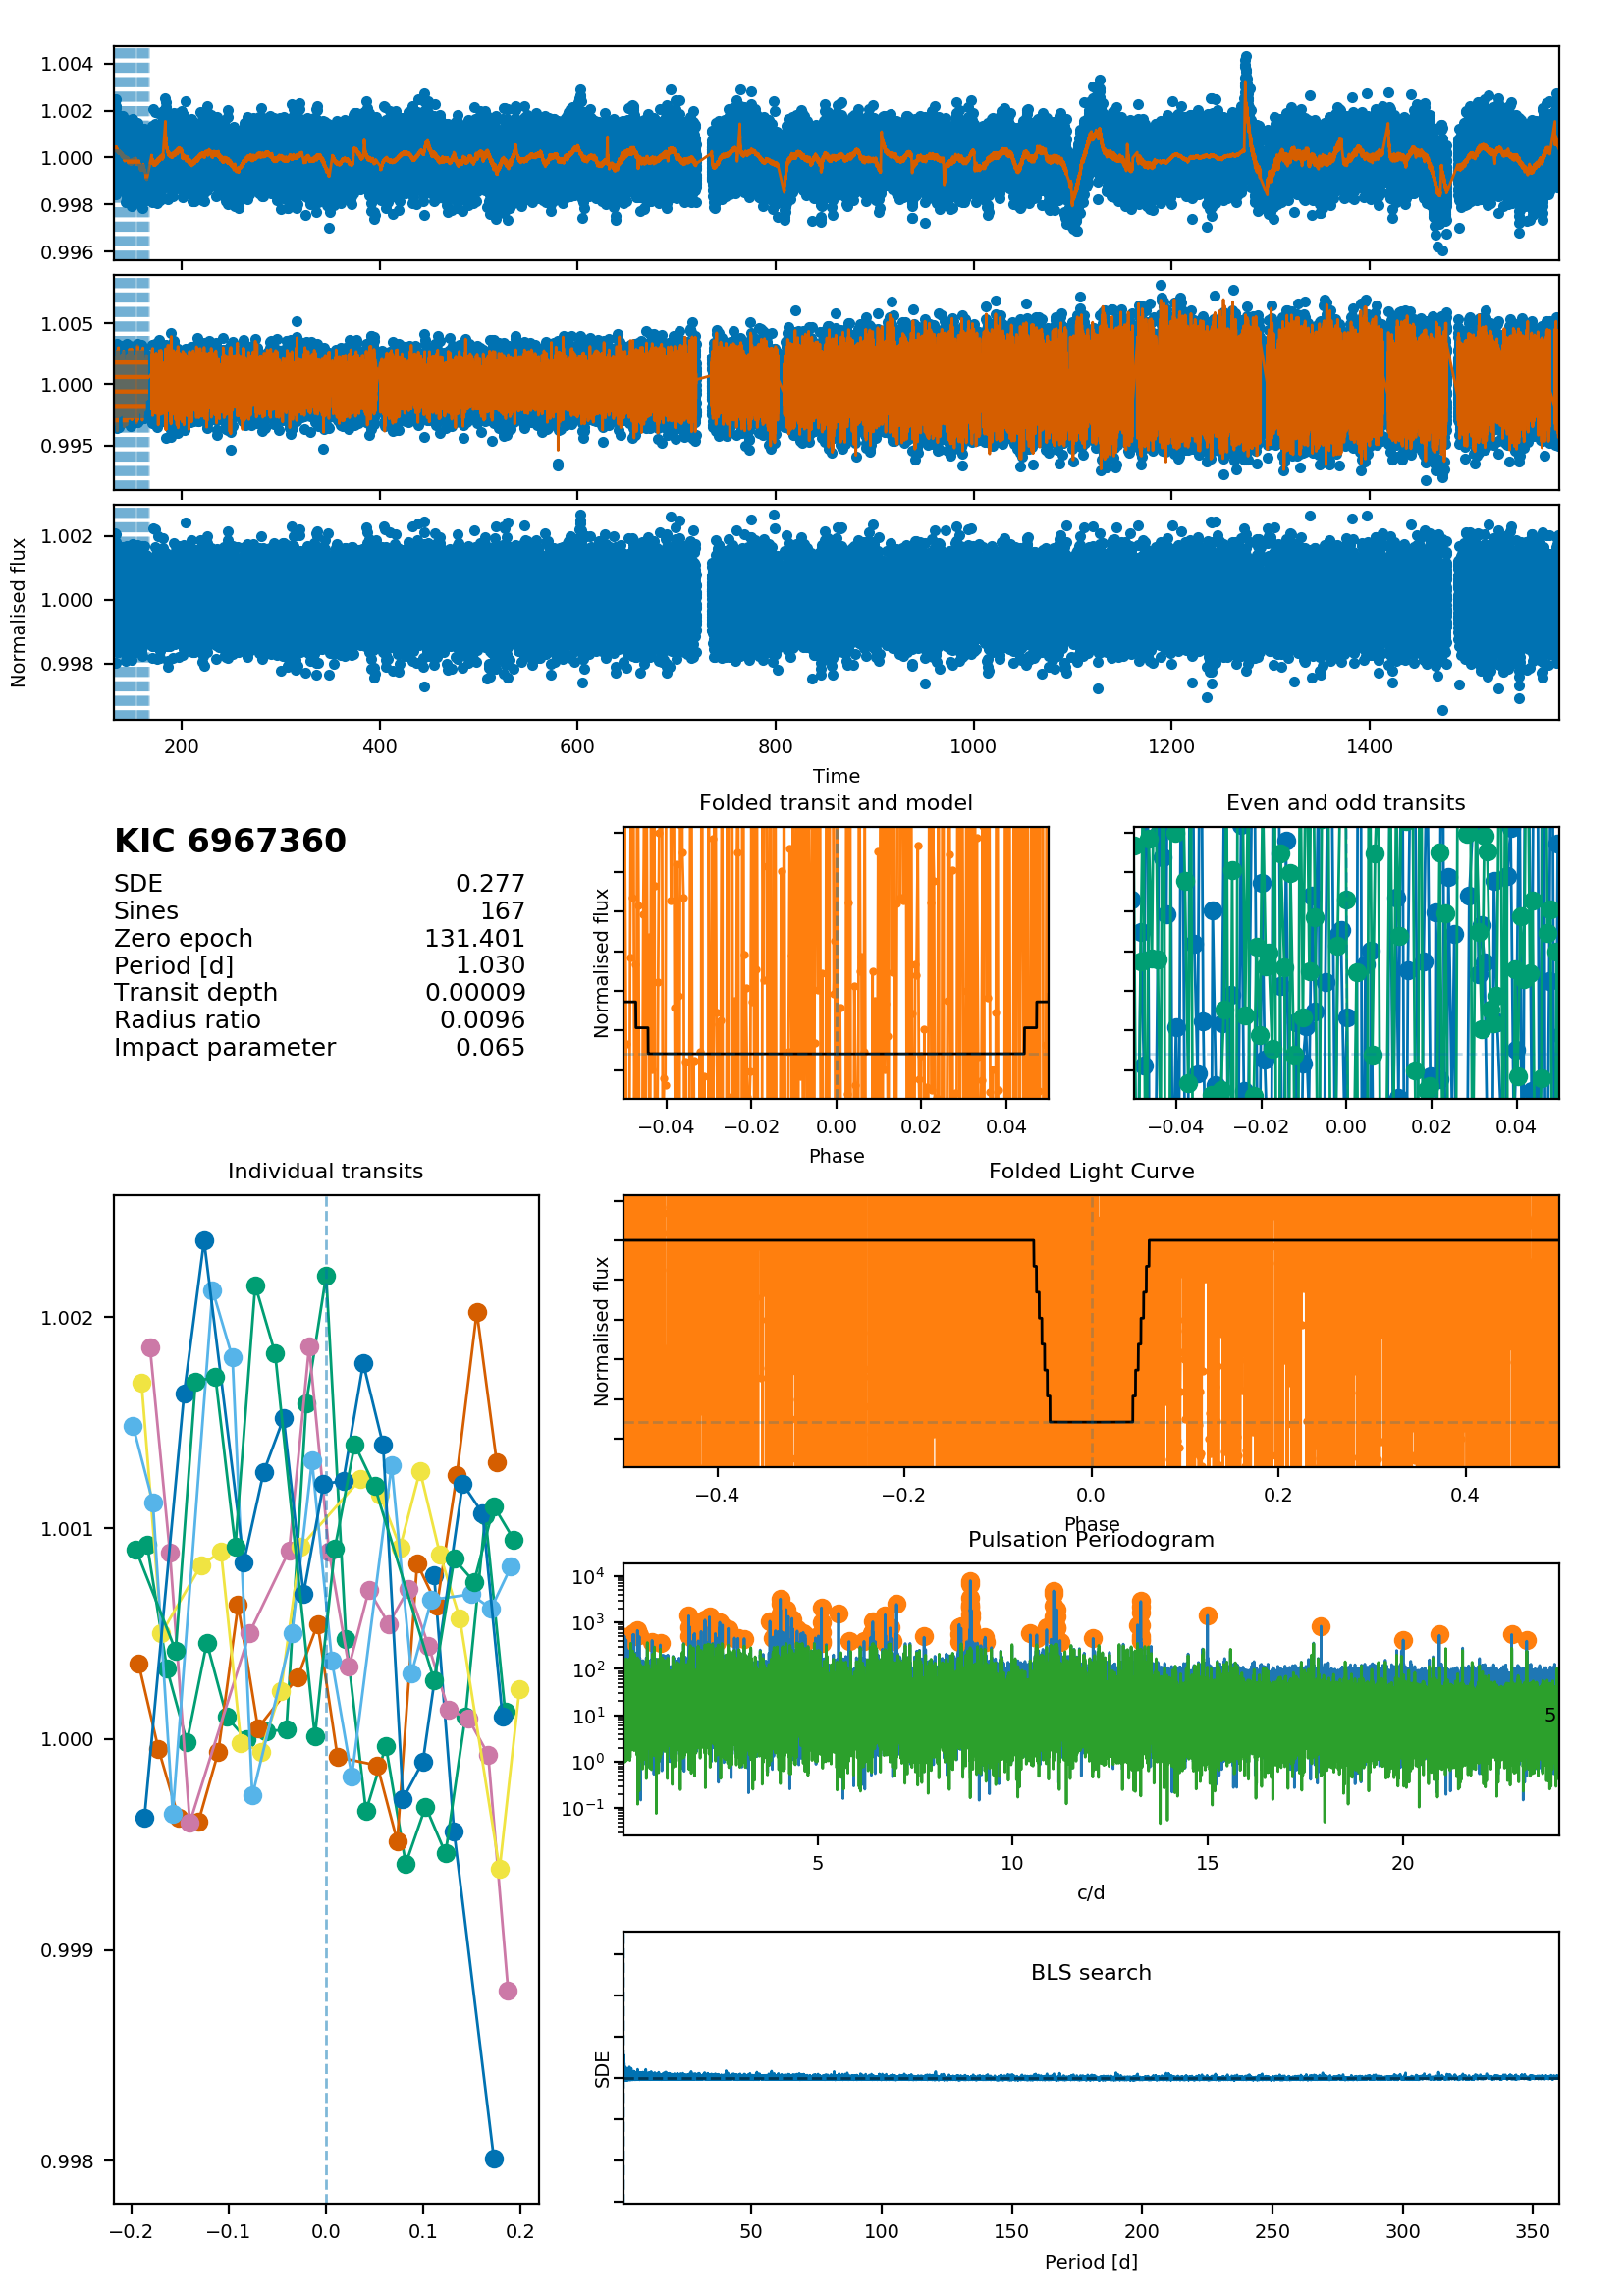 1.004
1.002
1.000
0.998
0.996
1.005
1.000
0.995
1.002
1.000
0.998
Normalised flux
200 400 600 800 1000 1200 1400
Time
KIC 6967360
SDE 0.277
Sines 167
Zero epoch 131.401
Period [d] 1.030
Transit depth 0.00009
Radius ratio 0.0096
Impact parameter 0.065
Folded transit and model
Normalised flux
−0.04 −0.02 0.00 0.02 0.04
Phase
Even and odd transits
−0.04 −0.02 0.00 0.02 0.04
Individual transits
1.002
1.001
1.000
0.999
0.998
−0.2 −0.1 0.0 0.1 0.2
Folded Light Curve
Normalised flux
−0.4 −0.2 0.0 0.2 0.4
Phase
Pulsation Periodogram
10⁴
10³
10²
10¹
10⁰
10⁻¹
5
5 10 15 20
c/d
BLS search
SDE
50 100 150 200 250 300 350
Period [d]